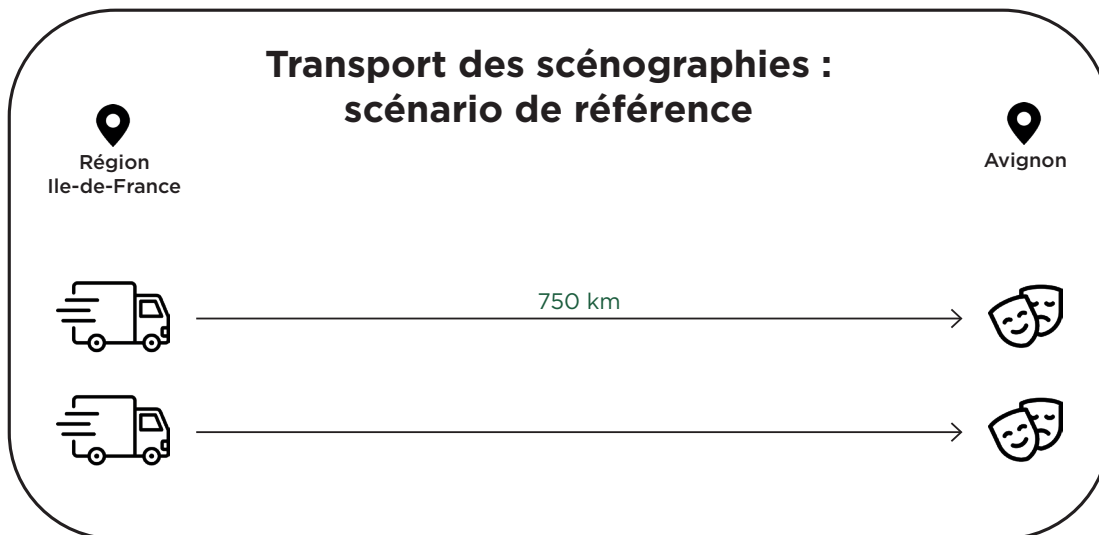 Transport des scénographies :
scénario de référence
Région
Ile-de-France
Avignon
750 km